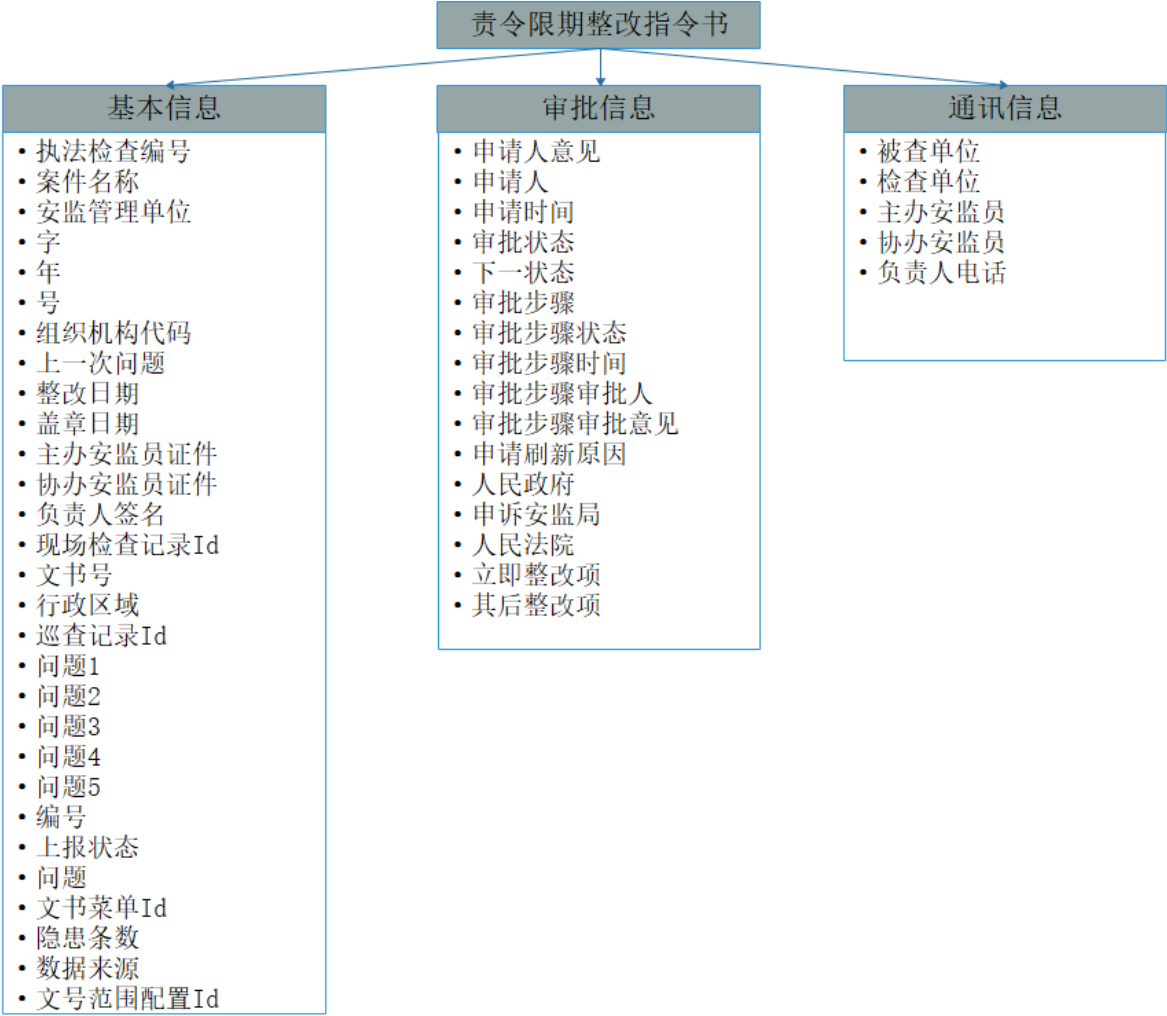 责令限期整改指令书
基本信息
• 执法检查编号
• 案件名称
• 安监管理单位
• 字
• 年
• 号
• 组织机构代码
• 上一次问题
• 整改日期
• 盖章日期
• 主办安监员证件
• 协办安监员证件
• 负责人签名
• 现场检查记录Id
• 文书号
• 行政区域
• 巡查记录Id
• 问题1
• 问题2
• 问题3
• 问题4
• 问题5
• 编号
• 上报状态
• 问题
• 文书菜单Id
• 隐患条数
• 数据来源
• 文号范围配置Id
审批信息
• 申请人意见
• 申请人
• 申请时间
• 审批状态
• 下一状态
• 审批步骤
• 审批步骤状态
• 审批步骤时间
• 审批步骤审批人
• 审批步骤审批意见
• 申请刷新原因
• 人民政府
• 申诉安监局
• 人民法院
• 立即整改项
• 其后整改项
通讯信息
• 被查单位
• 检查单位
• 主办安监员
• 协办安监员
• 负责人电话